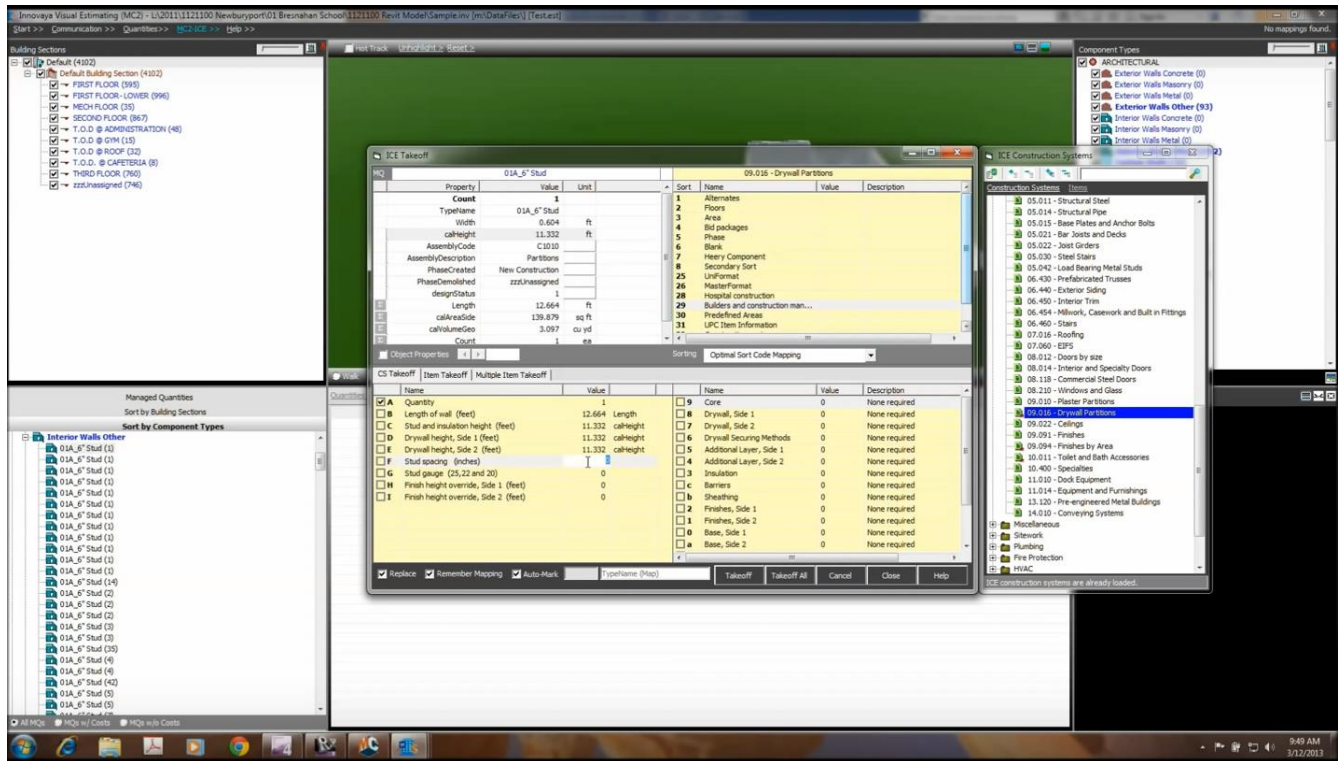 Innovaya Visual Estimating (MC2) - L:\2011\1121100 Newburyport\01 Bresnahan School\1121100 Revit Model\Sample.inv [m:\DataFiles\] [Test.est]
Start >> Communication >> Quantities>> MC2-ICE >> Help >>
No mappings found.
Building Sections
Default (4102)
Default Building Section (4102)
FIRST FLOOR (595)
FIRST FLOOR- LOWER (996)
MECH FLOOR (35)
SECOND FLOOR (867)
T.O.D @ ADMINISTRATION (48)
T.O.D @ GYM (15)
T.O.D @ ROOF (32)
T.O.D. @ CAFETERIA (8)
THIRD FLOOR (760)
zzzUnassigned (746)
not Track Unhighlight > Reset >
Component Types
ARCHITECTURAL
Exterior Walls Concrete (0)
Exterior Walls Masonry (0)
Exterior Walls Metal (0)
Exterior Walls Other (93)
Interior Walls Concrete (0)
Interior Walls Masonry (0)
Interior Walls Metal (0)
ICE Takeoff
MQ 01A_6" Stud 09.016 - Drywall Partitions
Property Value Unit
Count 1
TypeName 01A_6" Stud
Width 0.604 ft
calHeight 11.332 ft
AssemblyCode C1010
AssemblyDescription Partitions
PhaseCreated New Construction
PhaseDemolished zzzUnassigned
designStatus 1
Length 12.664 ft
calAreaSide 139.879 sq ft
calVolumeGeo 3.097 cu yd
Count 1 ea
Sort Name Value Description
1 Alternates
2 Floors
3 Area
4 Bid packages
5 Phase
6 Blank
7 Heery Component
8 Secondary Sort
25 UniFormat
26 MasterFormat
28 Hospital construction
29 Builders and construction man...
30 Predefined Areas
31 UPC Item Information
Object Properties
Sorting Optimal Sort Code Mapping
CS Takeoff Item Takeoff Multiple Item Takeoff
Name Value
A Quantity 1
B Length of wall (feet) 12.664 Length
C Stud and insulation height (feet) 11.332 calHeight
D Drywall height, Side 1 (feet) 11.332 calHeight
E Drywall height, Side 2 (feet) 11.332 calHeight
F Stud spacing (inches) 0
G Stud gauge (25,22 and 20) 0
H Finish height override, Side 1 (feet) 0
I Finish height override, Side 2 (feet) 0
Name Value Description
9 Core 0 None required
8 Drywall, Side 1 0 None required
7 Drywall, Side 2 0 None required
6 Drywall Securing Methods 0 None required
5 Additional Layer, Side 1 0 None required
4 Additional Layer, Side 2 0 None required
3 Insulation 0 None required
c Barriers 0 None required
b Sheathing 0 None required
2 Finishes, Side 1 0 None required
1 Finishes, Side 2 0 None required
0 Base, Side 1 0 None required
a Base, Side 2 0 None required
Replace Remember Mapping Auto-Mark TypeName (Map) Takeoff Takeoff All Cancel Close Help
ICE Construction Systems
Construction Systems Items
05.011 - Structural Steel
05.014 - Structural Pipe
05.015 - Base Plates and Anchor Bolts
05.021 - Bar Joists and Decks
05.022 - Joist Girders
05.030 - Steel Stairs
05.042 - Load Bearing Metal Studs
06.430 - Prefabricated Trusses
06.440 - Exterior Siding
06.450 - Interior Trim
06.454 - Millwork, Casework and Built in Fittings
06.460 - Stairs
07.016 - Roofing
07.060 - EIFS
08.012 - Doors by size
08.014 - Interior and Specialty Doors
08.118 - Commercial Steel Doors
08.210 - Windows and Glass
09.010 - Plaster Partitions
09.016 - Drywall Partitions
09.022 - Ceilings
09.091 - Finishes
09.094 - Finishes by Area
10.011 - Toilet and Bath Accessories
10.400 - Specialties
11.010 - Dock Equipment
11.014 - Equipment and Furnishings
13.120 - Pre-engineered Metal Buildings
14.010 - Conveying Systems
Miscellaneous
Sitework
Plumbing
Fire Protection
HVAC
ICE construction systems are already loaded.
Walk
Quantities
Managed Quantities
Sort by Building Sections
Sort by Component Types
Interior Walls Other
01A_6" Stud (1)
01A_6" Stud (1)
01A_6" Stud (1)
01A_6" Stud (1)
01A_6" Stud (1)
01A_6" Stud (1)
01A_6" Stud (1)
01A_6" Stud (1)
01A_6" Stud (1)
01A_6" Stud (1)
01A_6" Stud (1)
01A_6" Stud (1)
01A_6" Stud (14)
01A_6" Stud (2)
01A_6" Stud (2)
01A_6" Stud (2)
01A_6" Stud (3)
01A_6" Stud (3)
01A_6" Stud (35)
01A_6" Stud (4)
01A_6" Stud (4)
01A_6" Stud (42)
01A_6" Stud (5)
01A_6" Stud (5)
All MQs MQs w/ Costs MQs w/o Costs
9:49 AM
3/12/2013